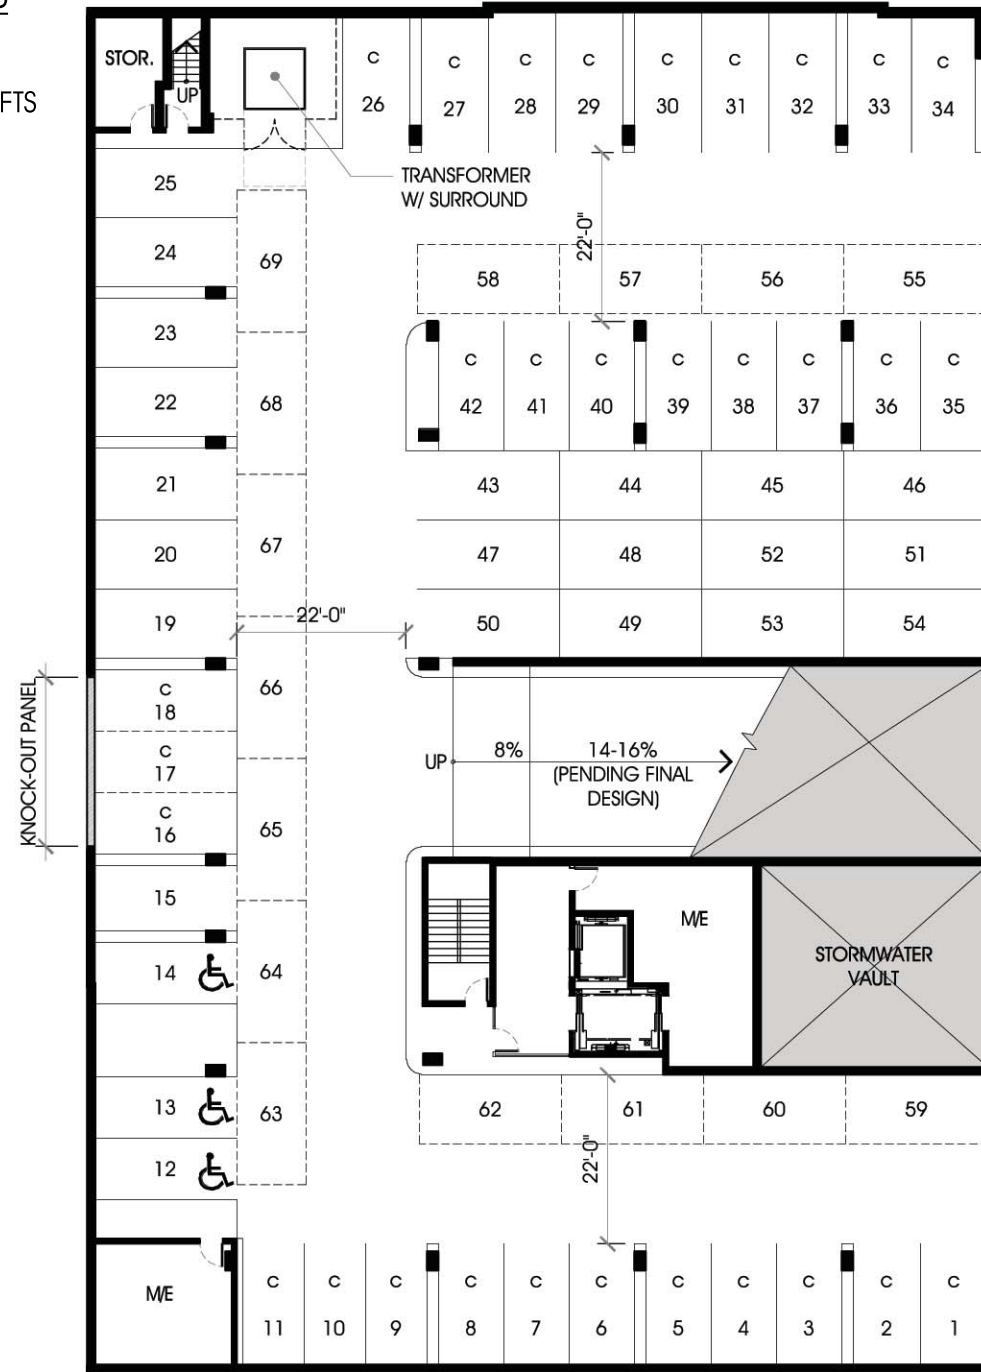 FTS
STOR.
UP
C C C C C C C C C
26 27 28 29 30 31 32 33 34
TRANSFORMER
W/ SURROUND
22'-0"
25
24
69
58 57 56 55
23
C C C C C C C C
42 41 40 39 38 37 36 35
22
68
21
43 44 45 46
20
67
47 48 52 51
19
22'-0"
50 49 53 54
KNOCK-OUT PANEL
C
18
66
C
17
UP
8%
14-16%
(PENDING FINAL
DESIGN)
C
16
65
15
M/E
STORMWATER
VAULT
14
64
13
63
62 61 60 59
22'-0"
12
M/E
C C C C C C C C C C C
11 10 9 8 7 6 5 4 3 2 1